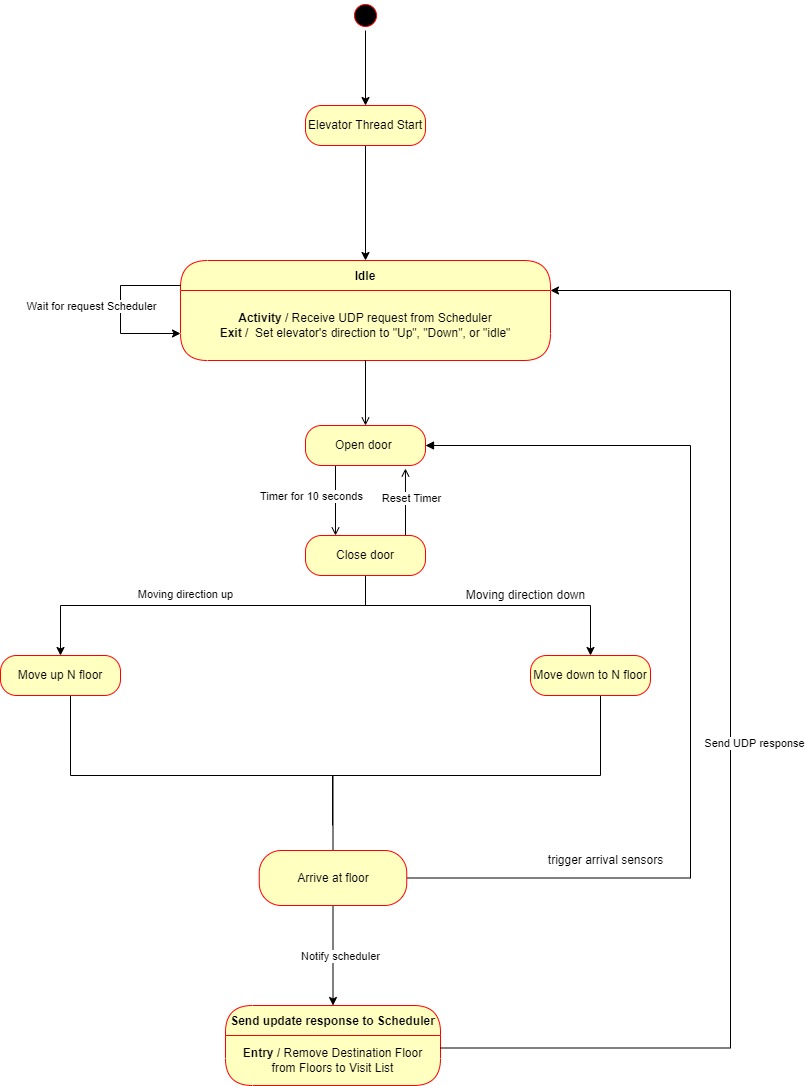 Elevator Thread Start
Idle
Wait for request Scheduler
Activity / Receive UDP request from Scheduler
Exit /  Set elevator's direction to "Up", "Down", or "idle"
Open door
Timer for 10 seconds
Reset Timer
Close door
Moving direction up
Moving direction down
Move up N floor
Move down to N floor
Send UDP response
trigger arrival sensors
Arrive at floor
Notify scheduler
Send update response to Scheduler
Entry / Remove Destination Floor
from Floors to Visit List